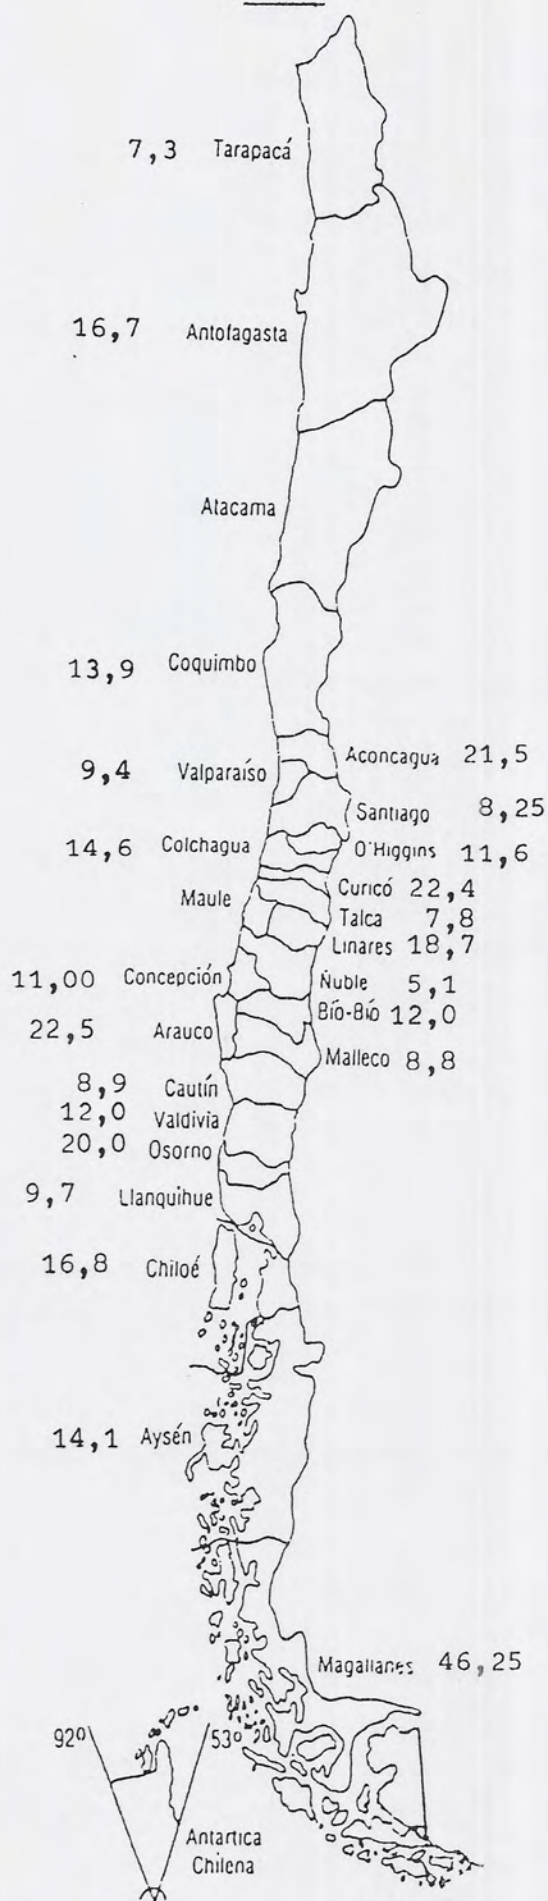 7,3 Tarapacá
16,7 Antofagasta
Atacama
13,9 Coquimbo
Aconcagua 21,5
9,4 Valparaíso
Santiago 8,25
14,6 Colchagua
O'Higgins 11,6
Curicó 22,4
Maule
Talca 7,8
Linares 18,7
11,00 Concepción
Ñuble 5,1
Bío-Bío 12,0
22,5 Arauco
Malleco 8,8
8,9 Cautín
12,0 Valdivia
20,0 Osorno
9,7 Llanquihue
16,8 Chiloé
14,1 Aysén
Magallanes 46,25
92º 53º
Antartica
Chilena